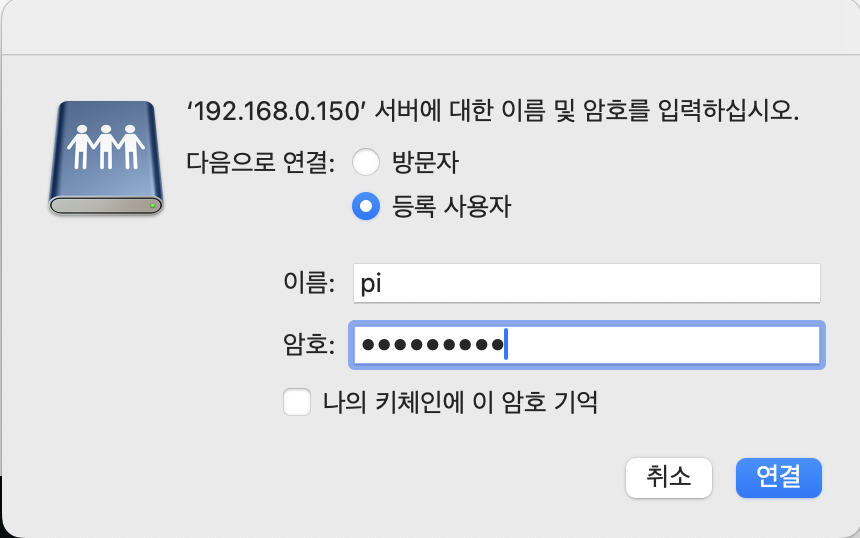 ‘192.168.0.150’ 서버에 대한 이름 및 암호를 입력하십시오.
다음으로 연결: 방문자
등록 사용자
이름: pi
암호: •••••••••
나의 키체인에 이 암호 기억
취소 연결